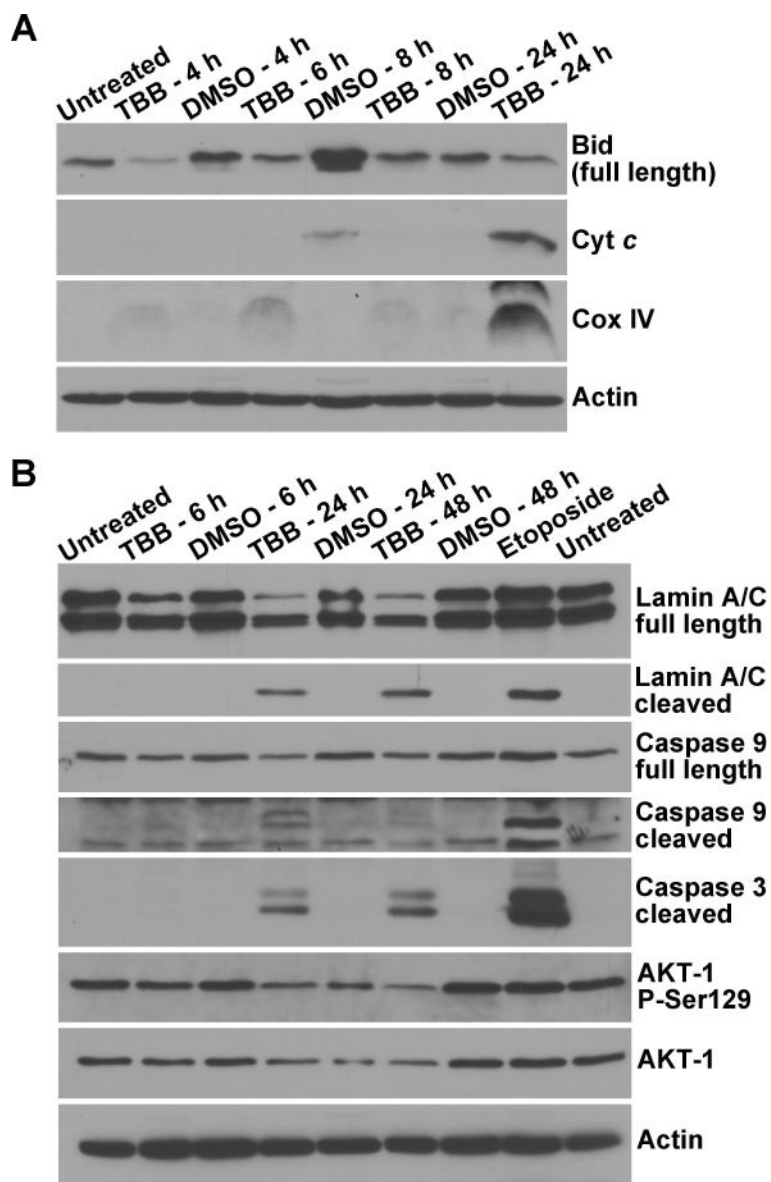 A
Untreated
TBB - 4 h
DMSO - 4 h
TBB - 6 h
DMSO - 8 h
TBB - 8 h
DMSO - 24 h
TBB - 24 h
Bid
(full length)
Cyt c
Cox IV
Actin
B
Untreated
TBB - 6 h
DMSO - 6 h
TBB - 24 h
DMSO - 24 h
TBB - 48 h
DMSO - 48 h
Etoposide
Untreated
Lamin A/C
full length
Lamin A/C
cleaved
Caspase 9
full length
Caspase 9
cleaved
Caspase 3
cleaved
AKT-1
P-Ser129
AKT-1
Actin